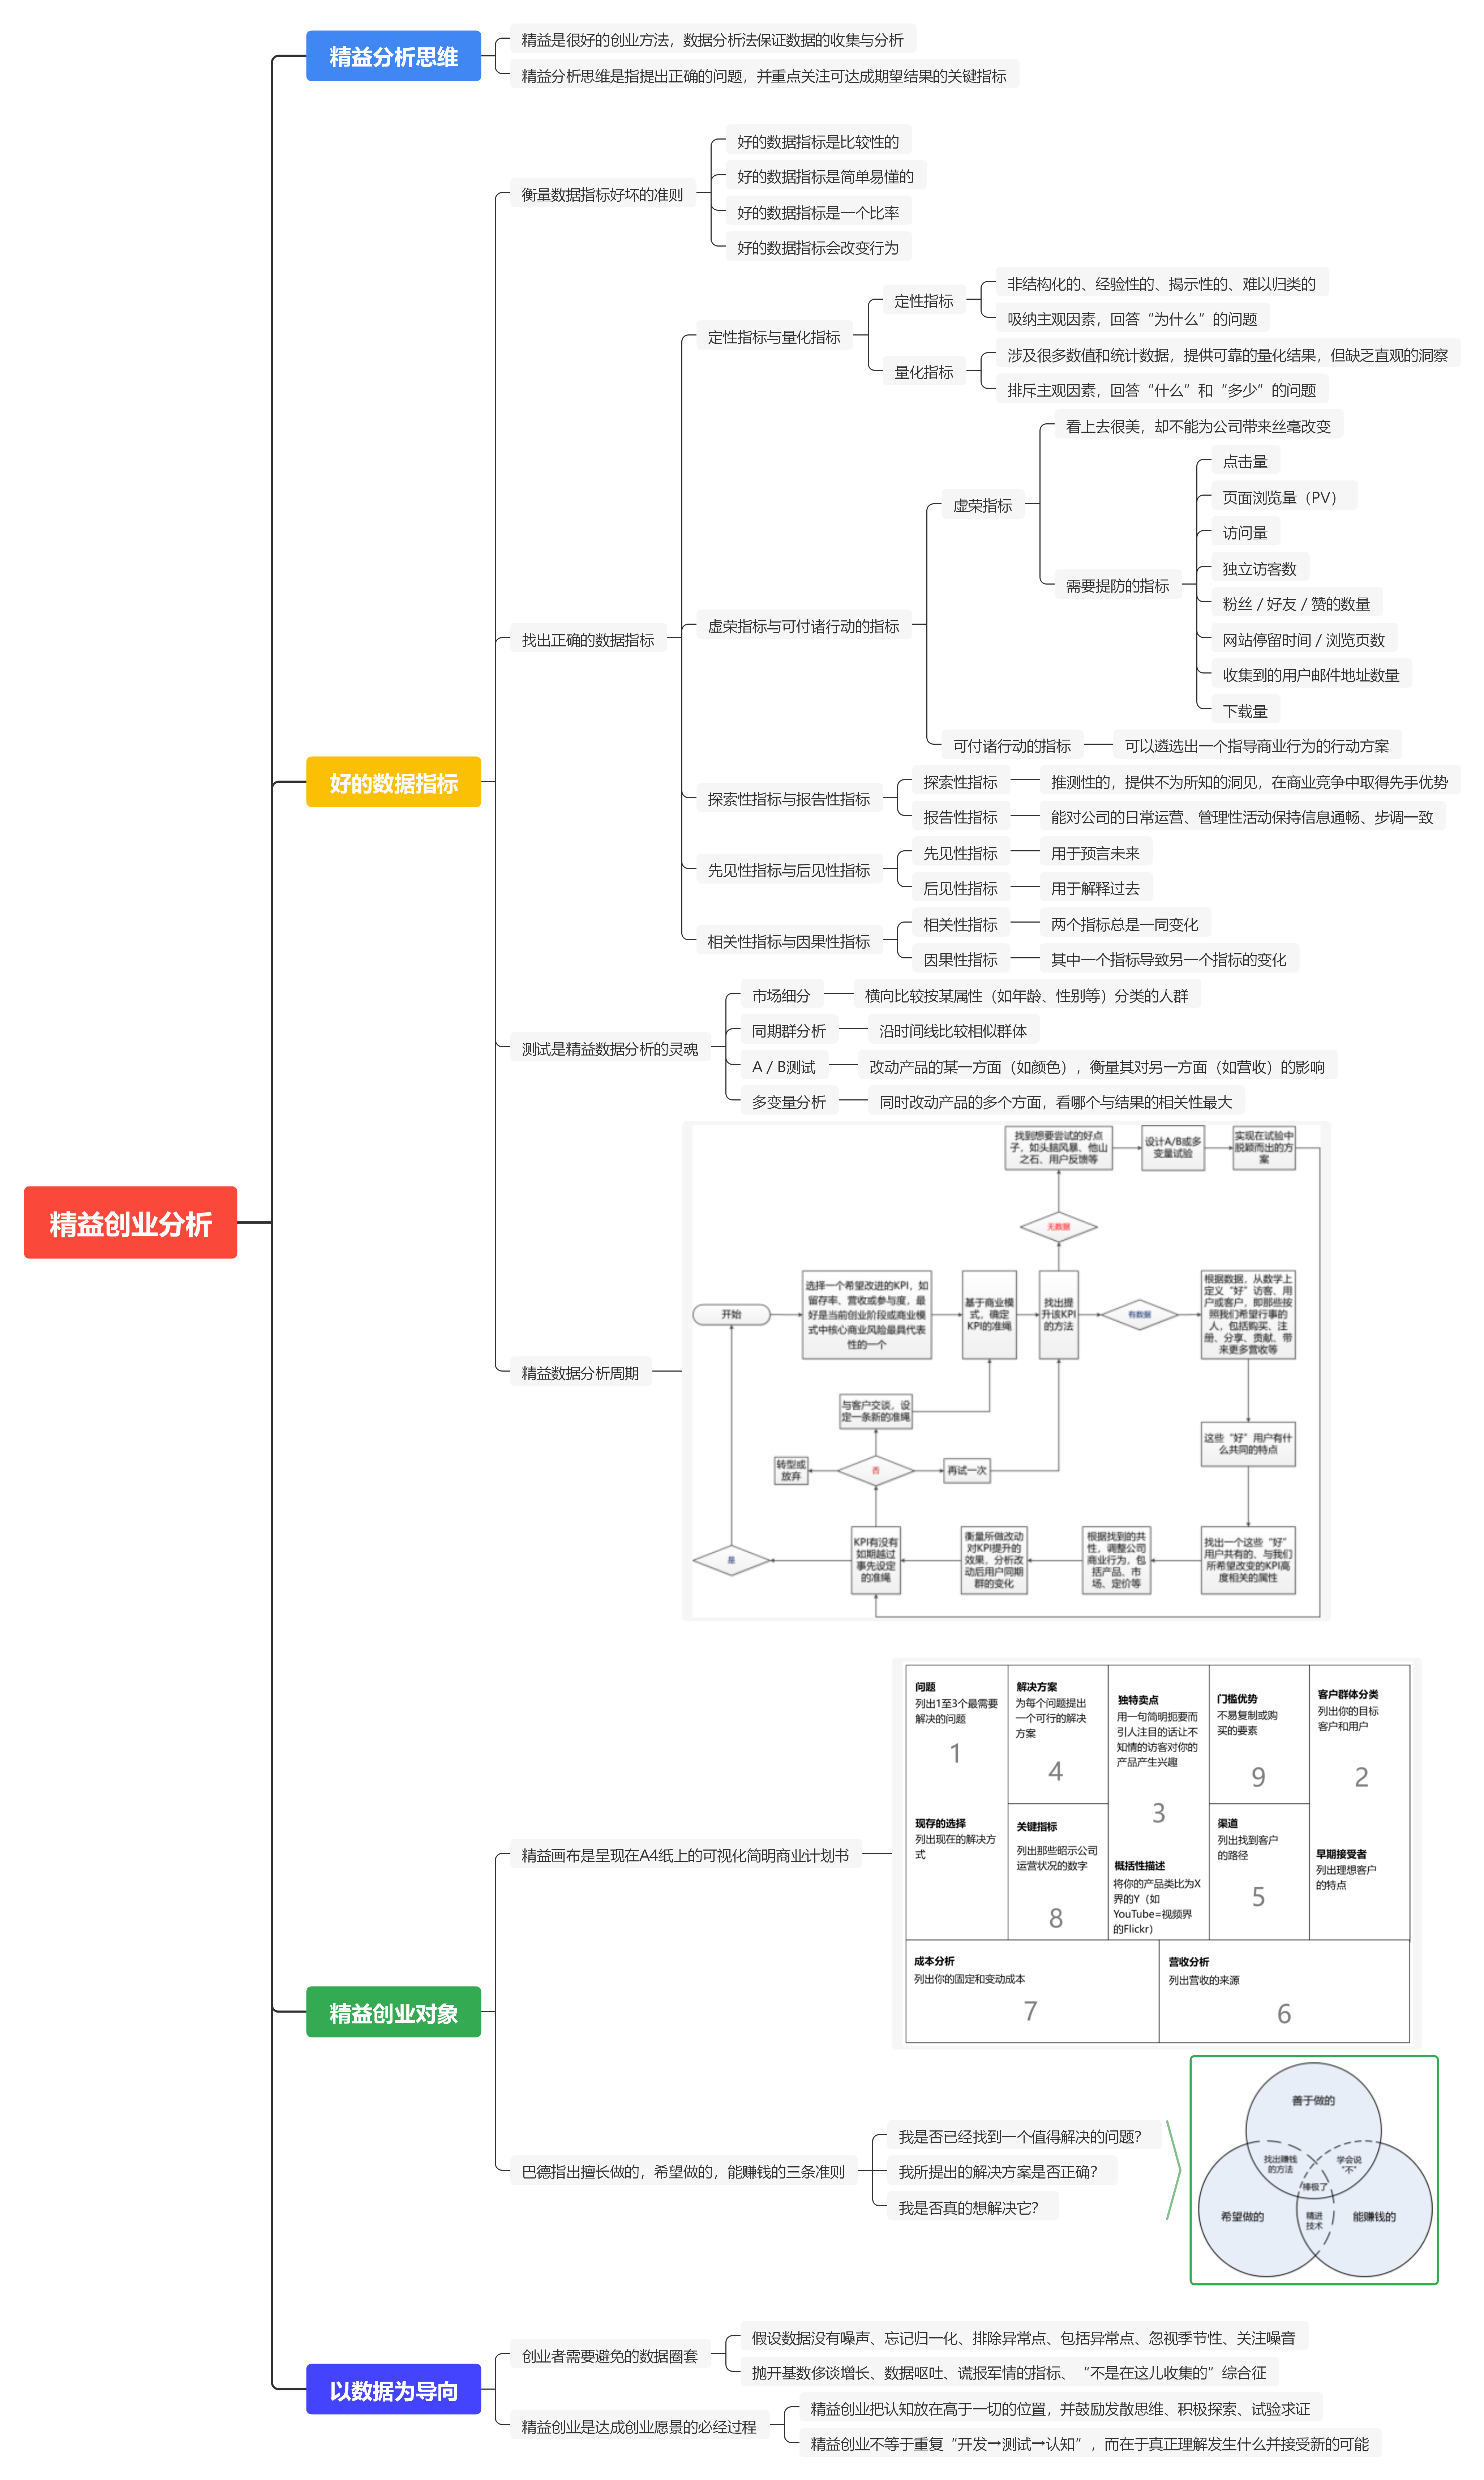 精益创业分析
精益分析思维
精益是很好的创业方法，数据分析法保证数据的收集与分析
精益分析思维是指提出正确的问题，并重点关注可达成期望结果的关键指标
好的数据指标
衡量数据指标好坏的准则
好的数据指标是比较性的
好的数据指标是简单易懂的
好的数据指标是一个比率
好的数据指标会改变行为
找出正确的数据指标
定性指标与量化指标
定性指标
非结构化的、经验性的、揭示性的、难以归类的
吸纳主观因素，回答“为什么”的问题
量化指标
涉及很多数值和统计数据，提供可靠的量化结果，但缺乏直观的洞察
排斥主观因素，回答“什么”和“多少”的问题
虚荣指标与可付诸行动的指标
虚荣指标
看上去很美，却不能为公司带来丝毫改变
需要提防的指标
点击量
页面浏览量（PV）
访问量
独立访客数
粉丝 / 好友 / 赞的数量
网站停留时间 / 浏览页数
收集到的用户邮件地址数量
下载量
可付诸行动的指标
可以遴选出一个指导商业行为的行动方案
探索性指标与报告性指标
探索性指标
推测性的，提供不为所知的洞见，在商业竞争中取得先手优势
报告性指标
能对公司的日常运营、管理性活动保持信息通畅、步调一致
先见性指标与后见性指标
先见性指标
用于预言未来
后见性指标
用于解释过去
相关性指标与因果性指标
相关性指标
两个指标总是一同变化
因果性指标
其中一个指标导致另一个指标的变化
测试是精益数据分析的灵魂
市场细分
横向比较按某属性（如年龄、性别等）分类的人群
同期群分析
沿时间线比较相似群体
A / B测试
改动产品的某一方面（如颜色），衡量其对另一方面（如营收）的影响
多变量分析
同时改动产品的多个方面，看哪个与结果的相关性最大
精益数据分析周期
找到想要尝试的好点
子，如头脑风暴、他山
之石、用户反馈等
设计A/B或多
变量试验
实现在试验中
脱颖而出的方
案
无数据
开始
选择一个希望改进的KPI，如
留存率、营收或参与度，最
好是当前创业阶段或商业模
式中核心商业风险最具代表
性的一个
基于商业模
式，确定
KPI的准绳
找出提
升该KPI
的方法
有数据
根据数据，从数学上
定义“好”访客、用
户或客户，即那些按
照我们希望行事的
人，包括购买、注
册、分享、贡献、带
来更多营收等
与客户交谈，设
定一条新的准绳
这些“好”用户有什
么共同的特点
转型或
放弃
否
再试一次
是
KPI有没有
如期越过
事先设定
的准绳
衡量所做改动
对KPI提升的
效果，分析改
动后用户同期
群的变化
根据找到的共
性，调整公司
商业行为，包
括产品、市
场、定价等
找出一个这些“好”
用户共有的、与我们
所希望改变的KPI高
度相关的属性
精益创业对象
精益画布是呈现在A4纸上的可视化简明商业计划书
问题
列出1至3个最需要
解决的问题
1
现存的选择
列出现在的解决方
式
解决方案
为每个问题提出
一个可行的解决
方案
4
关键指标
列出那些昭示公司
运营状况的数字
8
独特卖点
用一句简明扼要而
引人注目的话让不
知情的访客对你的
产品产生兴趣
3
概括性描述
将你的产品类比为X
界的Y（如
YouTube=视频界
的Flickr）
门槛优势
不易复制或购
买的要素
9
渠道
列出找到客户
的路径
5
客户群体分类
列出你的目标
客户和用户
2
早期接受者
列出理想客户
的特点
成本分析
列出你的固定和变动成本
7
营收分析
列出营收的来源
6
巴德指出擅长做的，希望做的，能赚钱的三条准则
我是否已经找到一个值得解决的问题？
我所提出的解决方案是否正确？
我是否真的想解决它？
善于做的
找出赚钱
的方法
学会说
“不”
棒极了
希望做的
精进
技术
能赚钱的
以数据为导向
创业者需要避免的数据圈套
假设数据没有噪声、忘记归一化、排除异常点、包括异常点、忽视季节性、关注噪音
抛开基数侈谈增长、数据呕吐、谎报军情的指标、“不是在这儿收集的”综合征
精益创业是达成创业愿景的必经过程
精益创业把认知放在高于一切的位置，并鼓励发散思维、积极探索、试验求证
精益创业不等于重复“开发→测试→认知”，而在于真正理解发生什么并接受新的可能